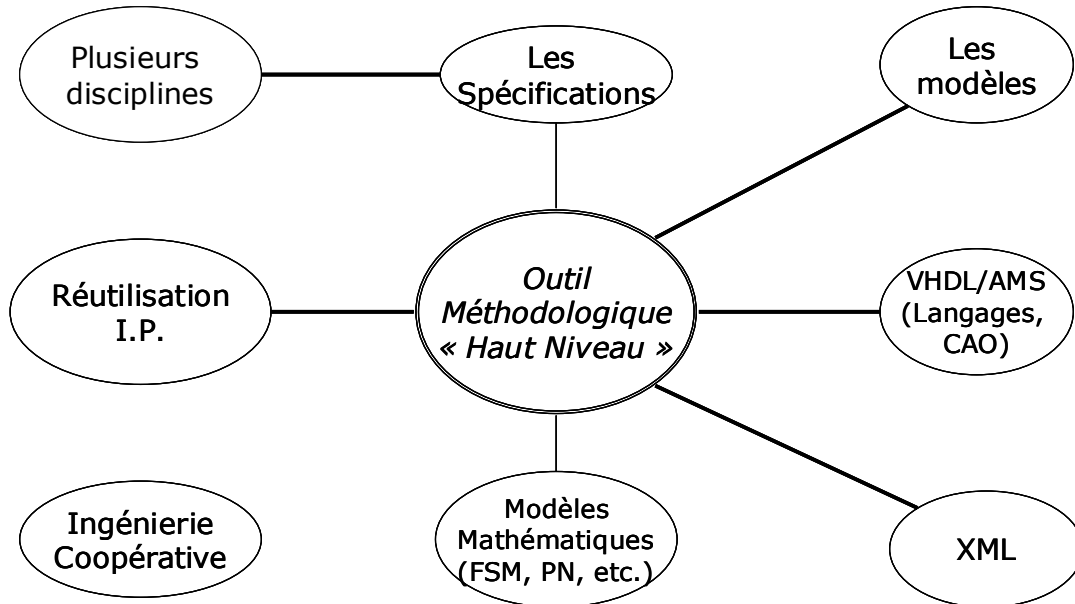 Plusieurs
disciplines
Les
Spécifications
Les
modèles
Réutilisation
I.P.
Outil
Méthodologique
« Haut Niveau »
VHDL/AMS
(Langages,
CAO)
Ingénierie
Coopérative
Modèles
Mathématiques
(FSM, PN, etc.)
XML